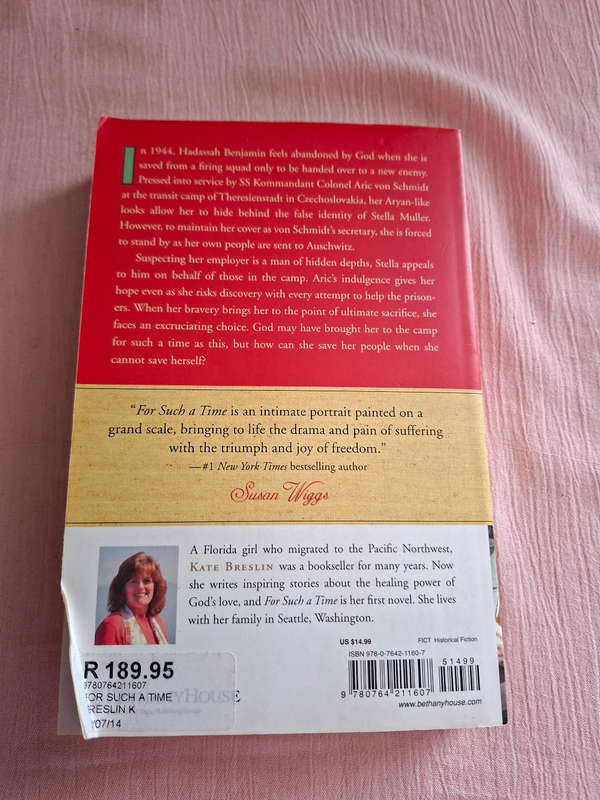 In 1944, Hadassah Benjamin feels abandoned by God when she is
saved from a firing squad only to be handed over to a new enemy.
Pressed into service by SS Kommandant Colonel Aric von Schmidt
at the transit camp of Theresienstadt in Czechoslovakia, her Aryan-like
looks allow her to hide behind the false identity of Stella Muller.
However, to maintain her cover as von Schmidt's secretary, she is forced
to stand by as her own people are sent to Auschwitz.
Suspecting her employer is a man of hidden depths, Stella appeals
to him on behalf of those in the camp. Aric's indulgence gives her
hope even as she risks discovery with every attempt to help the prison-
ers. When her bravery brings her to the point of ultimate sacrifice, she
faces an excruciating choice. God may have brought her to the camp
for such a time as this, but how can she save her people when she
cannot save herself?
"For Such a Time is an intimate portrait painted on a
grand scale, bringing to life the drama and pain of suffering
with the triumph and joy of freedom."
—#1 New York Times bestselling author
Susan Wiggs
A Florida girl who migrated to the Pacific Northwest,
KATE BRESLIN was a bookseller for many years. Now
she writes inspiring stories about the healing power of
God's love, and For Such a Time is her first novel. She lives
with her family in Seattle, Washington.
US $14.99
FICT Historical Fiction
ISBN 978-0-7642-1160-7
51499
9 780764 211607
www.bethanyhouse.com
R 189.95
9780764211607
FOR SUCH A TIME
BRESLIN K
/07/14
HOUSE